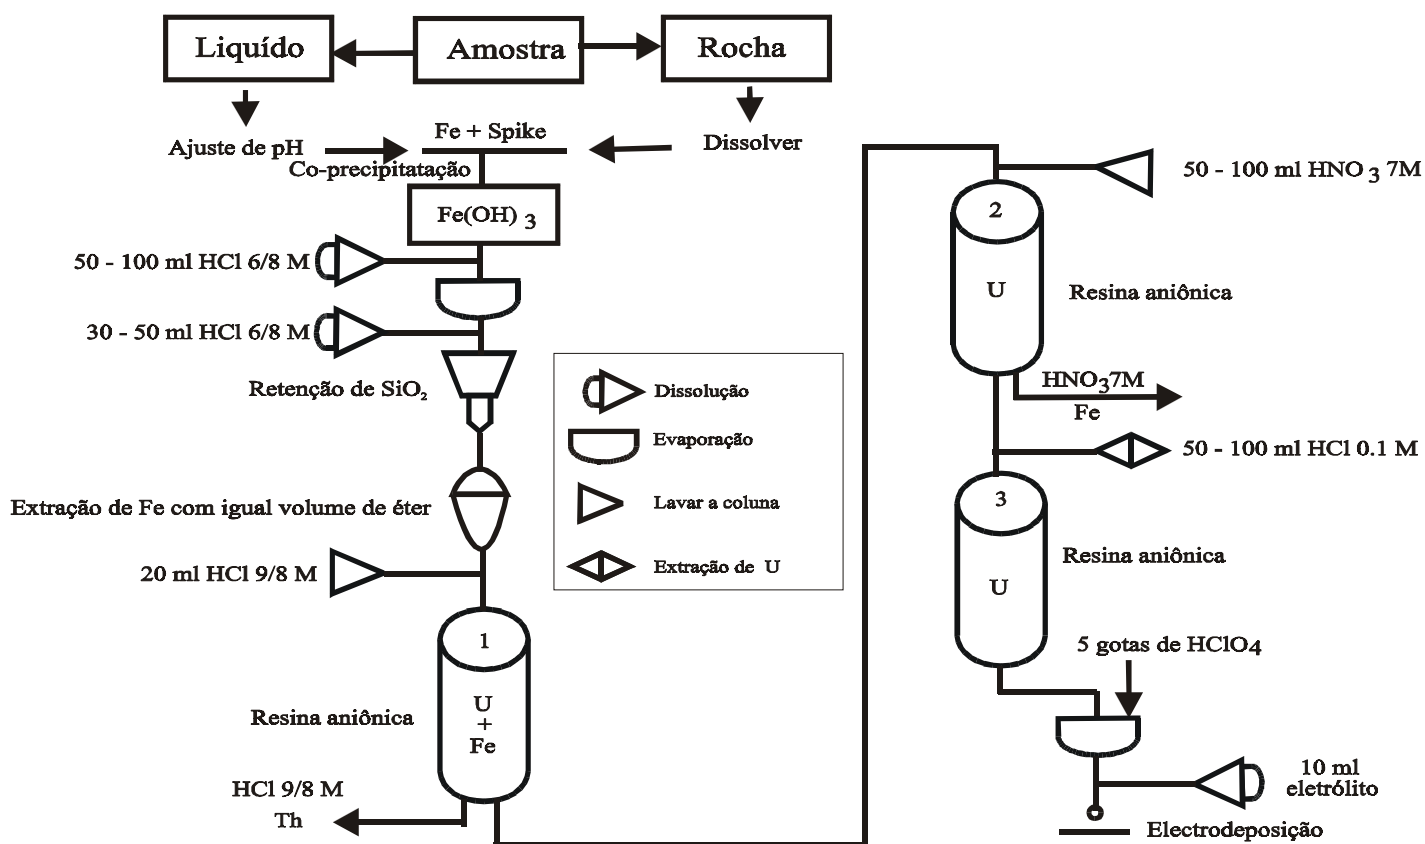 Liquído
Amostra
Rocha
Ajuste de pH
Fe + Spike
Dissolver
Co-precipitatação
Fe(OH) 3
50 - 100 ml HCl 6/8 M
30 - 50 ml HCl 6/8 M
Retenção de SiO₂
Extração de Fe com igual volume de éter
20 ml HCl 9/8 M
1
U
+
Fe
Resina aniônica
HCl 9/8 M
Th
Dissolução
Evaporação
Lavar a coluna
Extração de U
50 - 100 ml HNO 3 7M
2
U
Resina aniônica
HNO37M
Fe
50 - 100 ml HCl 0.1 M
3
Resina aniônica
U
5 gotas de HClO4
10 ml
eletrólito
Electrodeposição